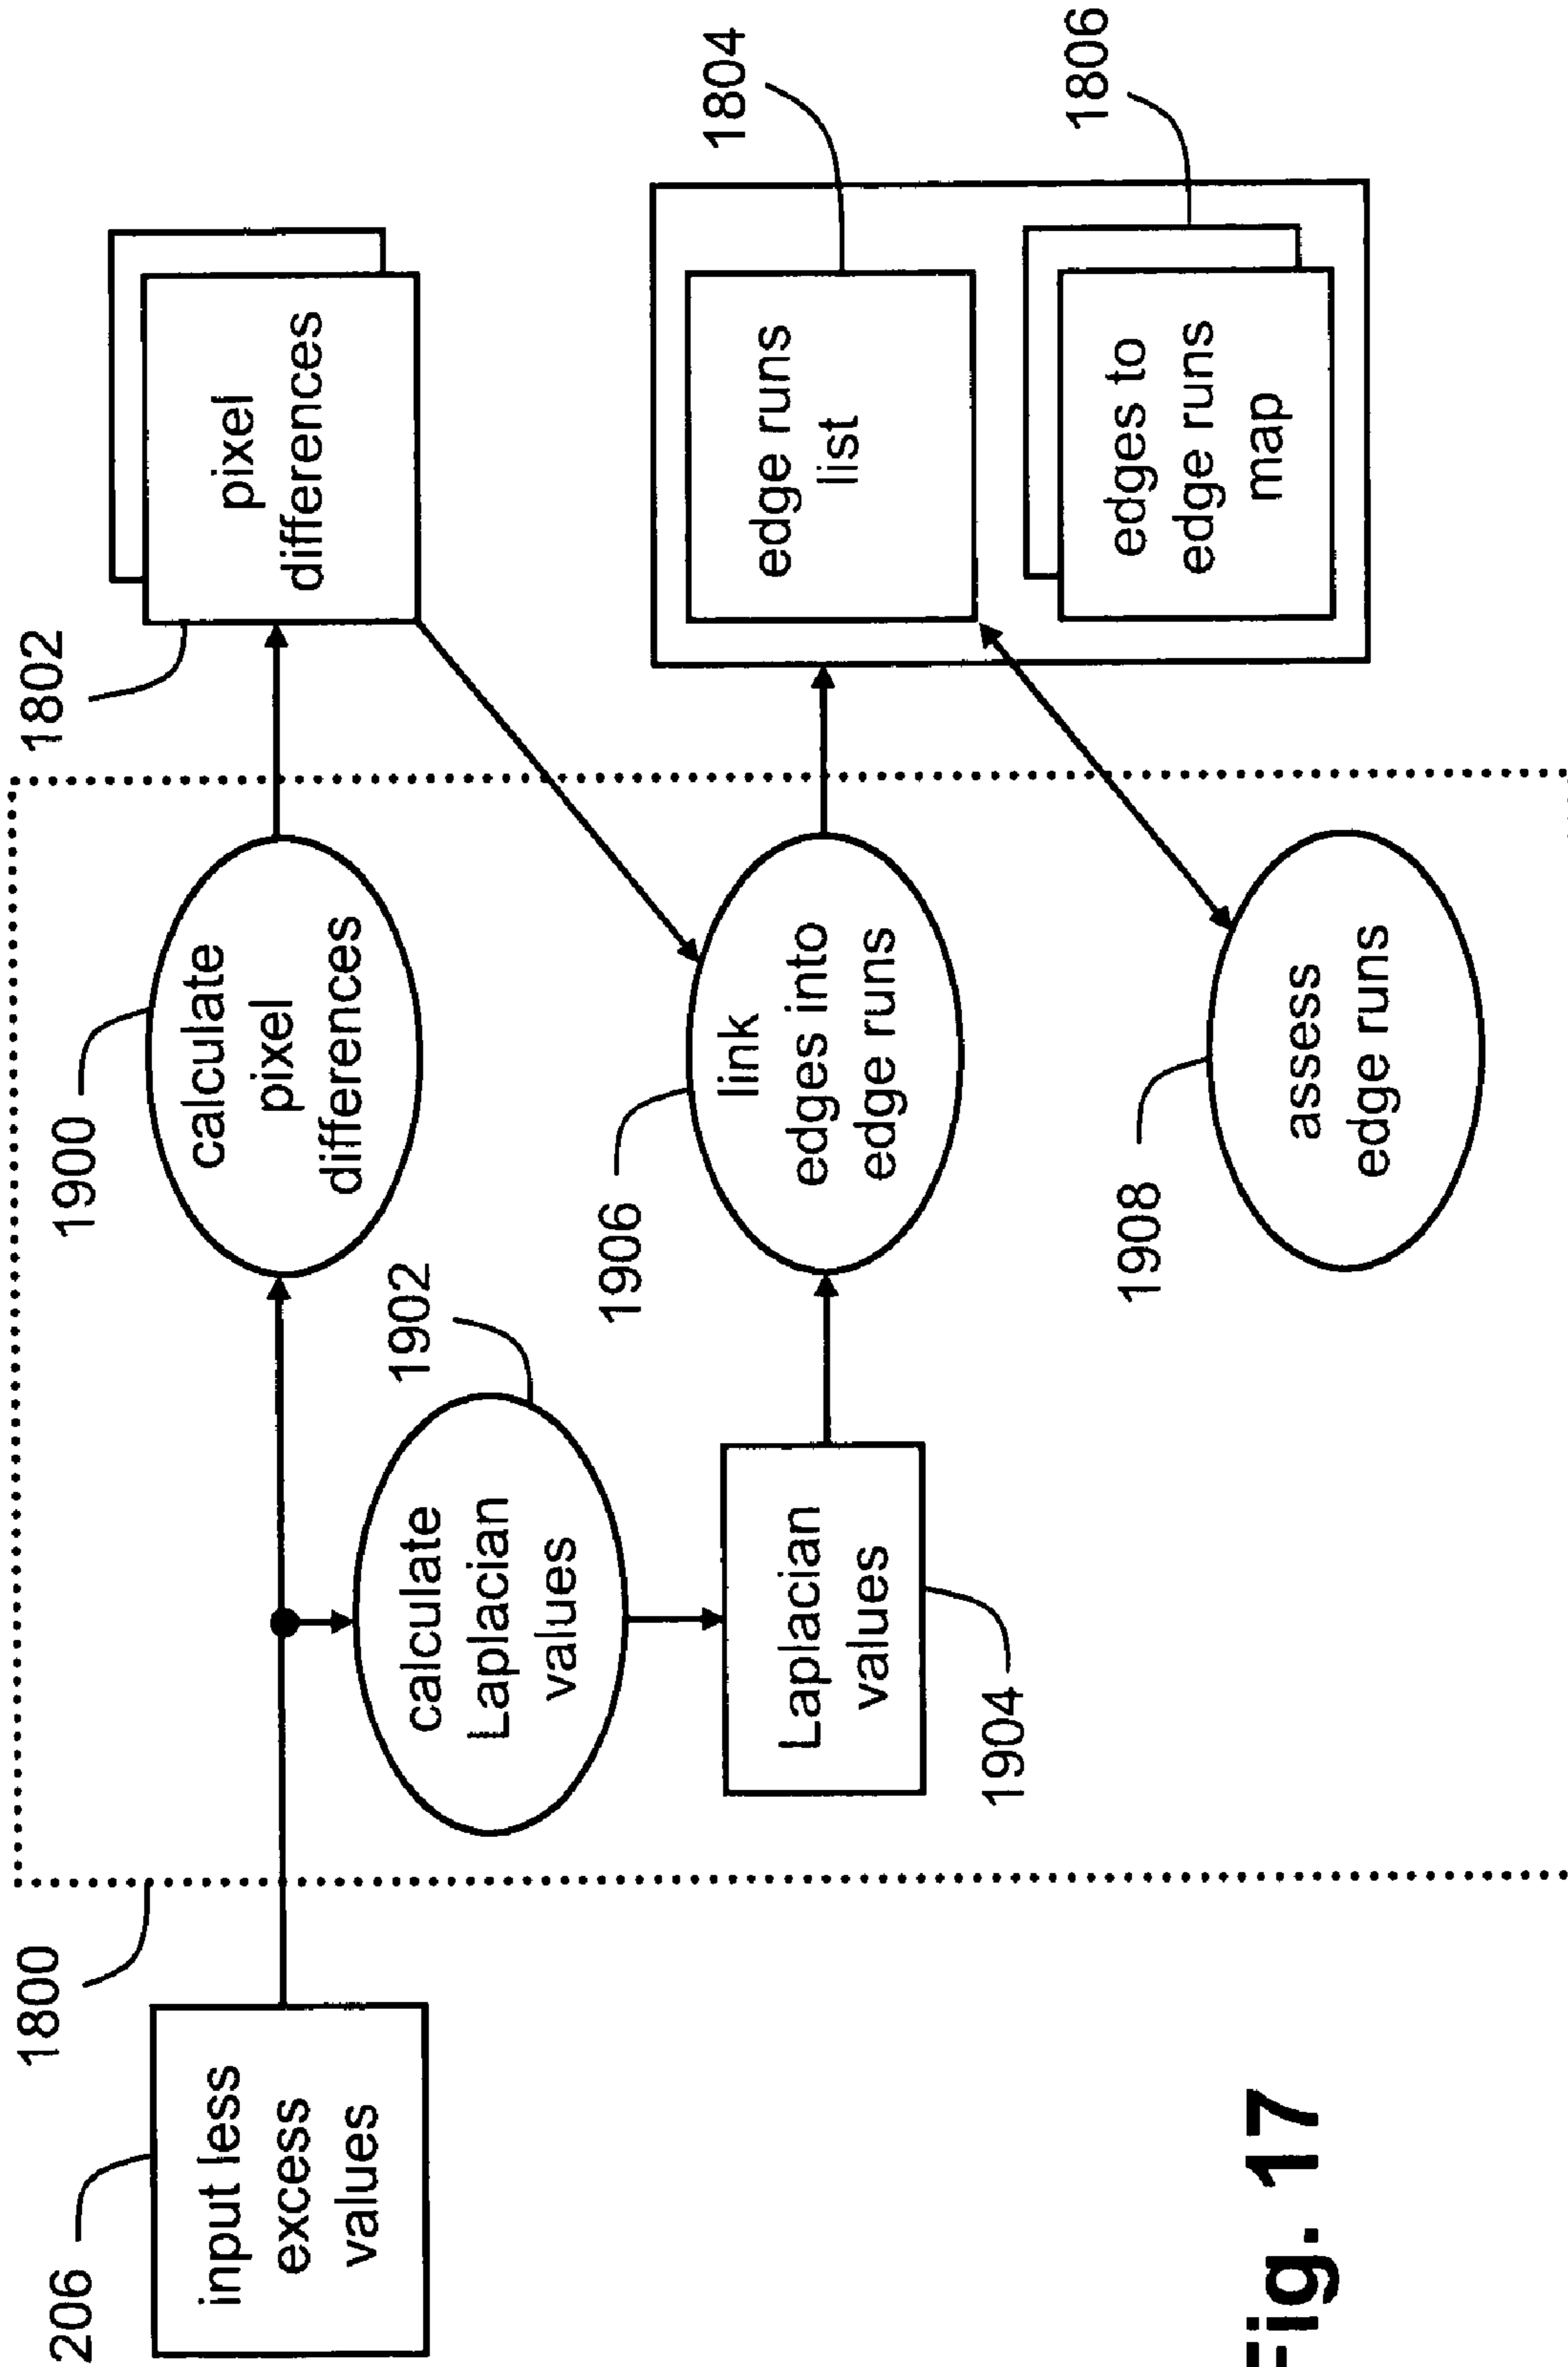 1800
206
input less
excess
values
1900
calculate
pixel
differences
1802
pixel
differences
1902
calculate
Laplacian
values
1904
Laplacian
values
1906
link
edges into
edge runs
1804
edge runs
list
1806
edges to
edge runs
map
1908
assess
edge runs
Fig. 17